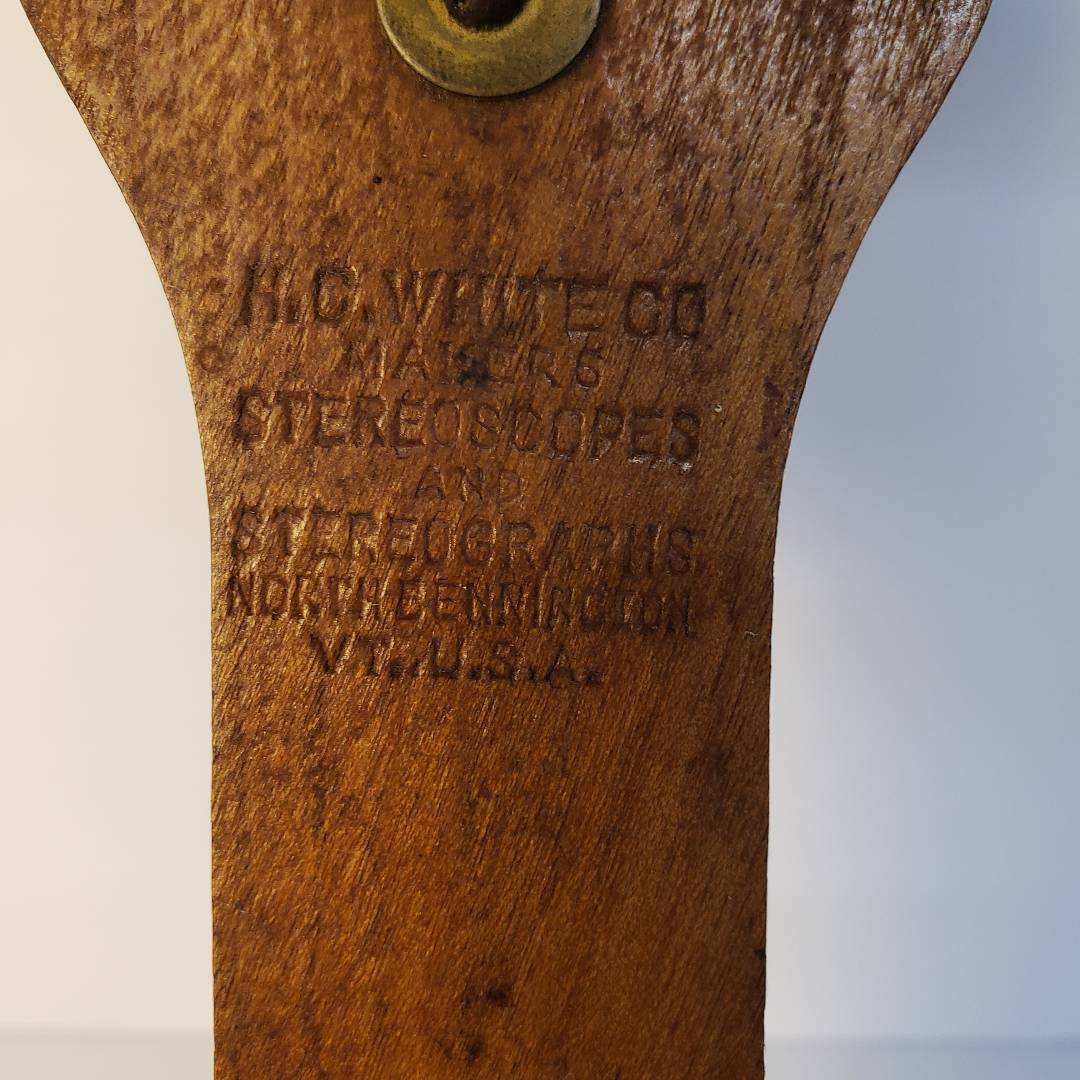 H.C. WHITE CO
MAKERS
STEREOSCOPES
AND
STEREOGRAPHS
NORTH BENNINGTON
VT., U.S.A.